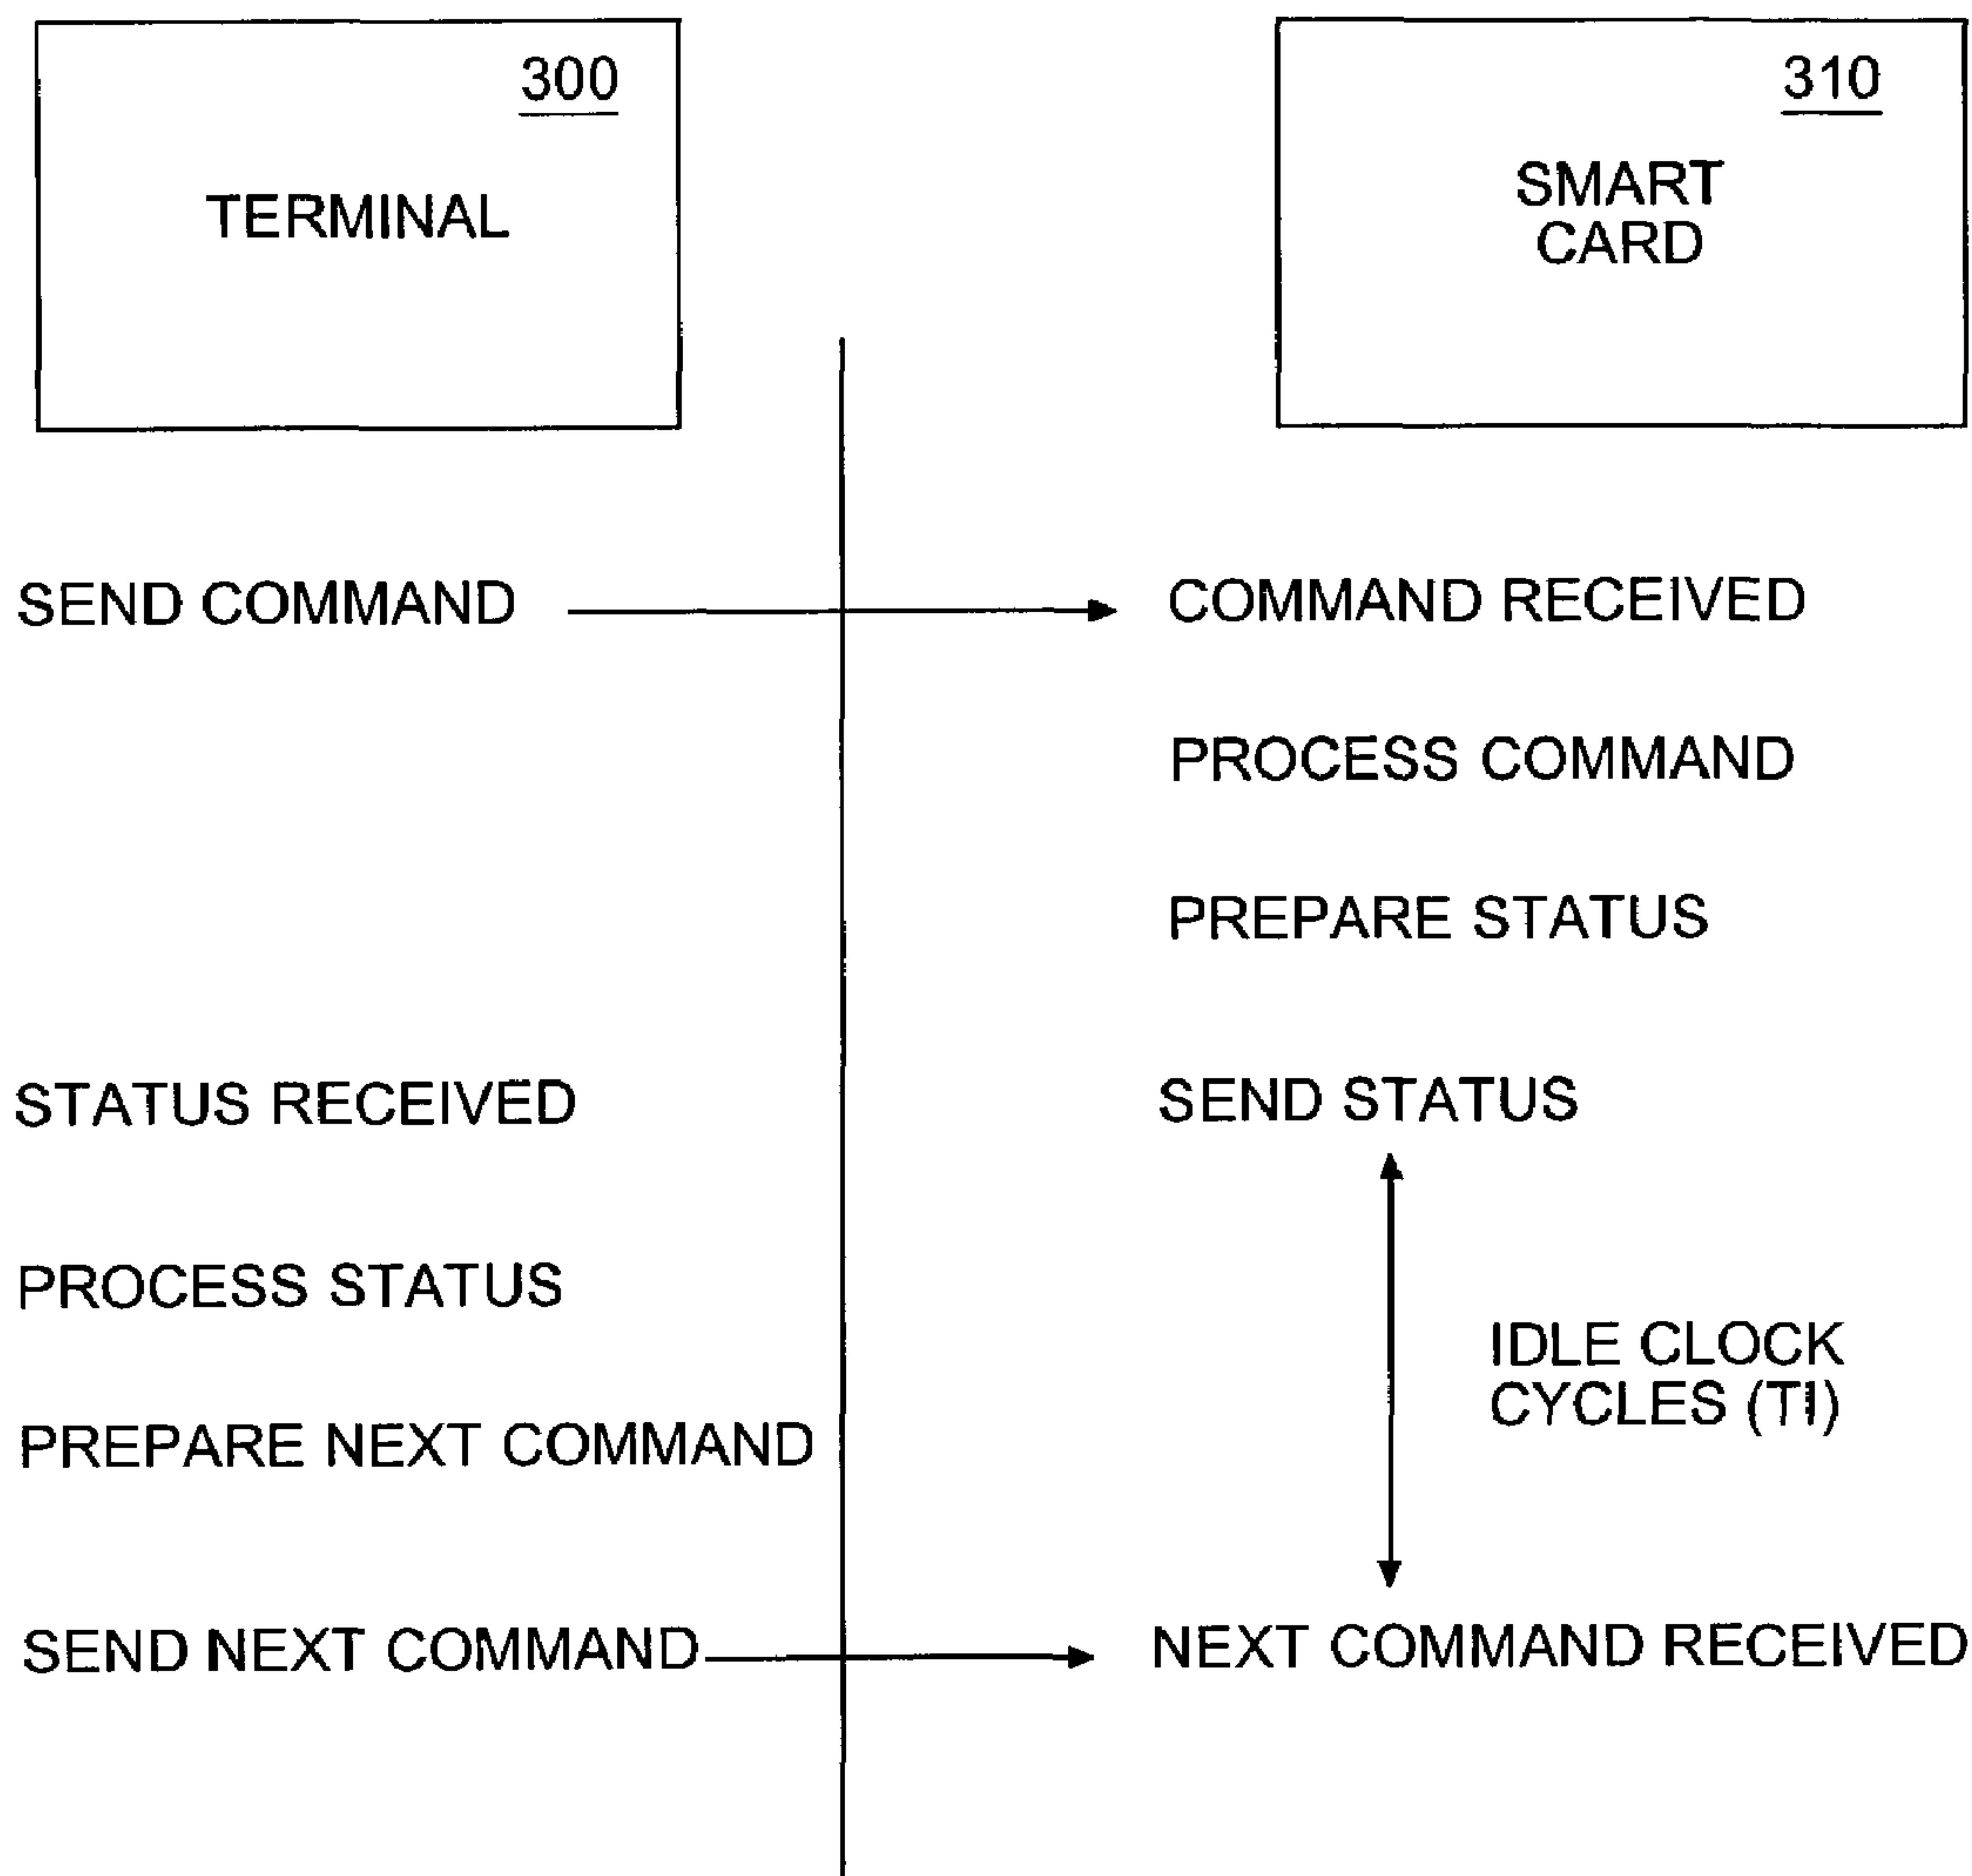 300
TERMINAL
310
SMART
CARD
SEND COMMAND
COMMAND RECEIVED
PROCESS COMMAND
PREPARE STATUS
STATUS RECEIVED
SEND STATUS
PROCESS STATUS
IDLE CLOCK
CYCLES (TI)
PREPARE NEXT COMMAND
SEND NEXT COMMAND
NEXT COMMAND RECEIVED